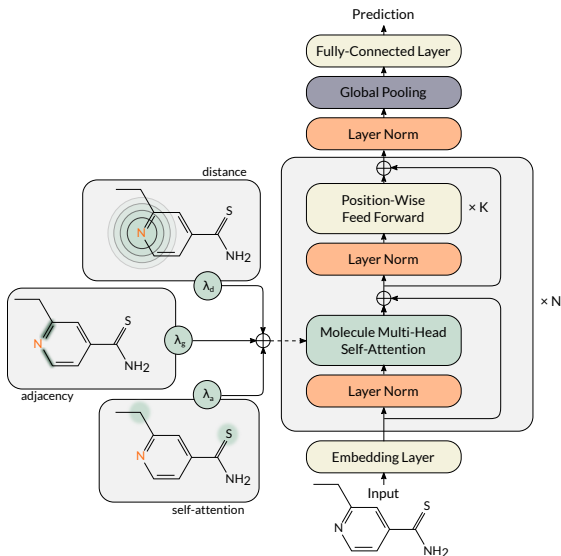 Prediction
Fully-Connected Layer
Global Pooling
Layer Norm
distance
N
S
NH2
λd
Position-Wise
Feed Forward
× K
Layer Norm
× N
N
S
NH2
λg
adjacency
Molecule Multi-Head
Self-Attention
λa
Layer Norm
N
S
NH2
self-attention
Embedding Layer
Input
N
S
NH2